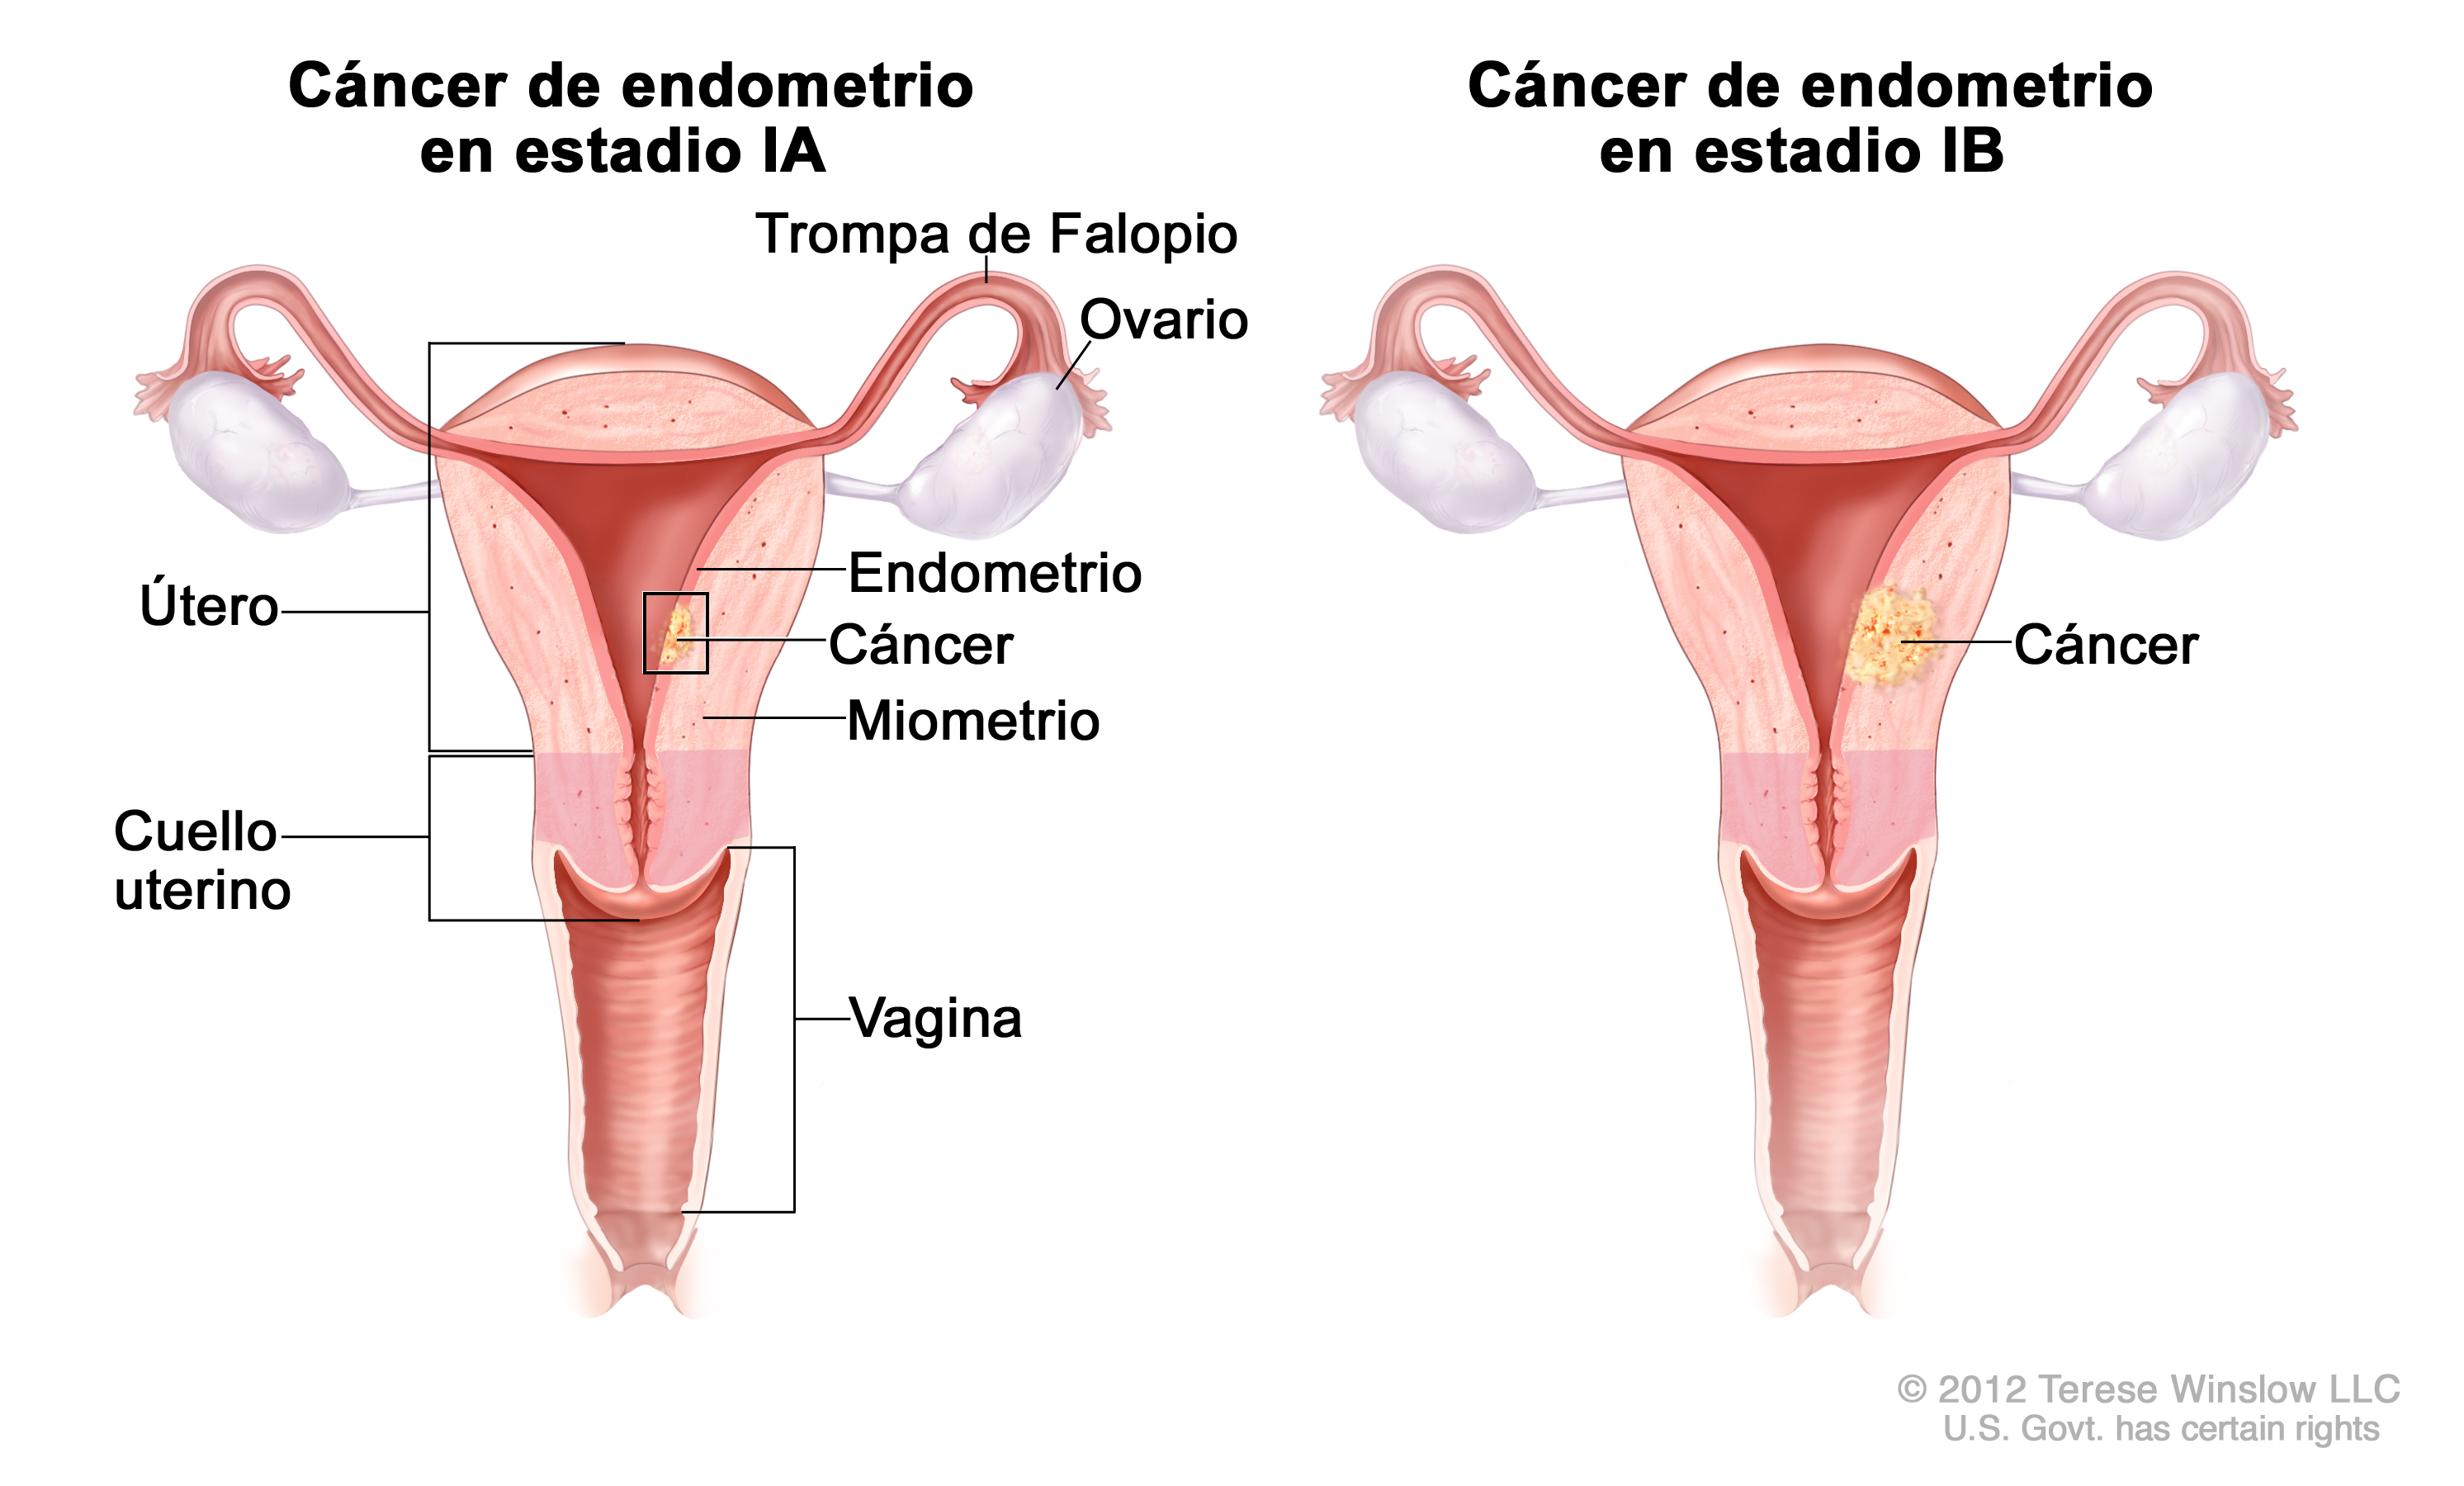 Cáncer de endometrio
en estadio IA
Trompa de Falopio
Ovario
Útero
Endometrio
Cáncer
Miometrio
Cuello
uterino
Vagina
Cáncer de endometrio
en estadio IB
Cáncer
© 2012 Terese Winslow LLC
U.S. Govt. has certain rights